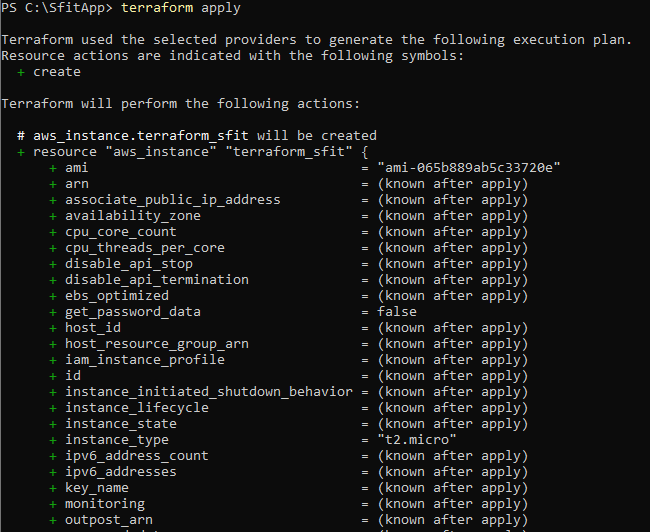 PS C:\SfitApp> terraform apply
Terraform used the selected providers to generate the following execution plan.
Resource actions are indicated with the following symbols:
+ create
Terraform will perform the following actions:
# aws_instance.terraform_sfit will be created
+ resource "aws_instance" "terraform_sfit" {
+ ami = "ami-065b889ab5c33720e"
+ arn = (known after apply)
+ associate_public_ip_address = (known after apply)
+ availability_zone = (known after apply)
+ cpu_core_count = (known after apply)
+ cpu_threads_per_core = (known after apply)
+ disable_api_stop = (known after apply)
+ disable_api_termination = (known after apply)
+ ebs_optimized = (known after apply)
+ get_password_data = false
+ host_id = (known after apply)
+ host_resource_group_arn = (known after apply)
+ iam_instance_profile = (known after apply)
+ id = (known after apply)
+ instance_initiated_shutdown_behavior = (known after apply)
+ instance_lifecycle = (known after apply)
+ instance_state = (known after apply)
+ instance_type = "t2.micro"
+ ipv6_address_count = (known after apply)
+ ipv6_addresses = (known after apply)
+ key_name = (known after apply)
+ monitoring = (known after apply)
+ outpost_arn = (known after apply)